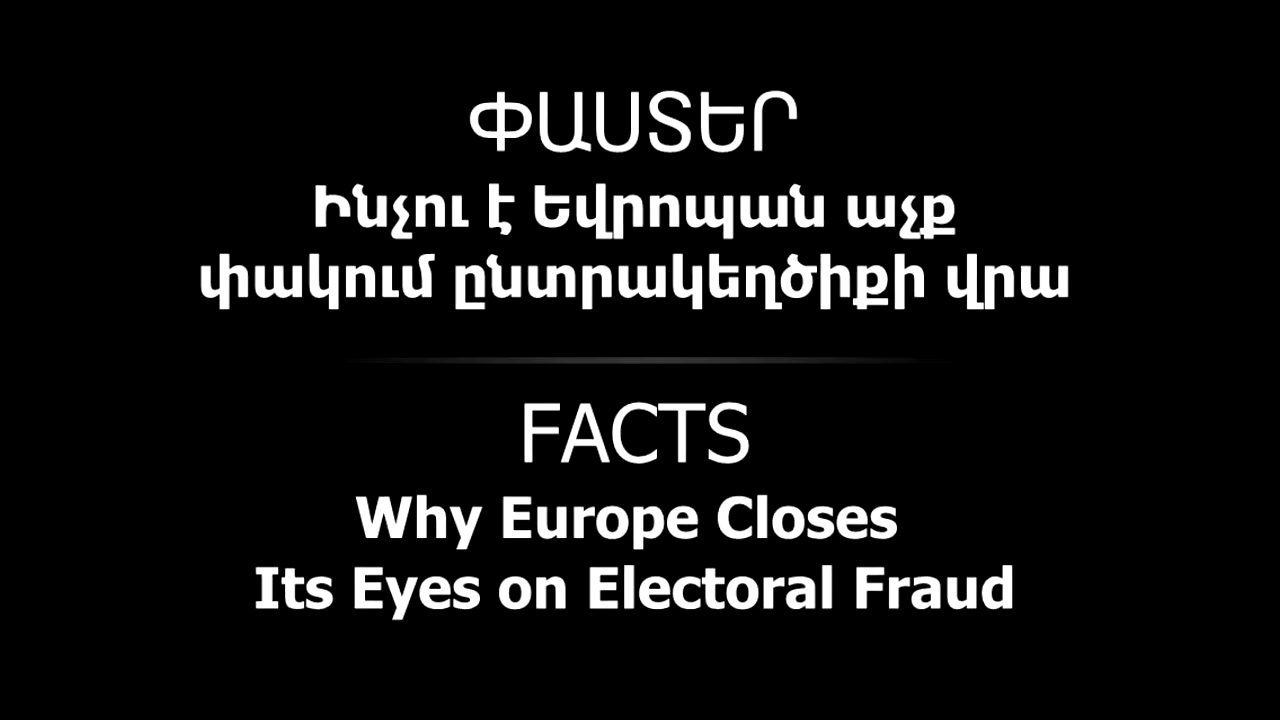 ՓԱՍՏԵՐ
Ինչու է Եվրոպան աչք
փակում ընտրակեղծիքի վրա
FACTS
Why Europe Closes
Its Eyes on Electoral Fraud